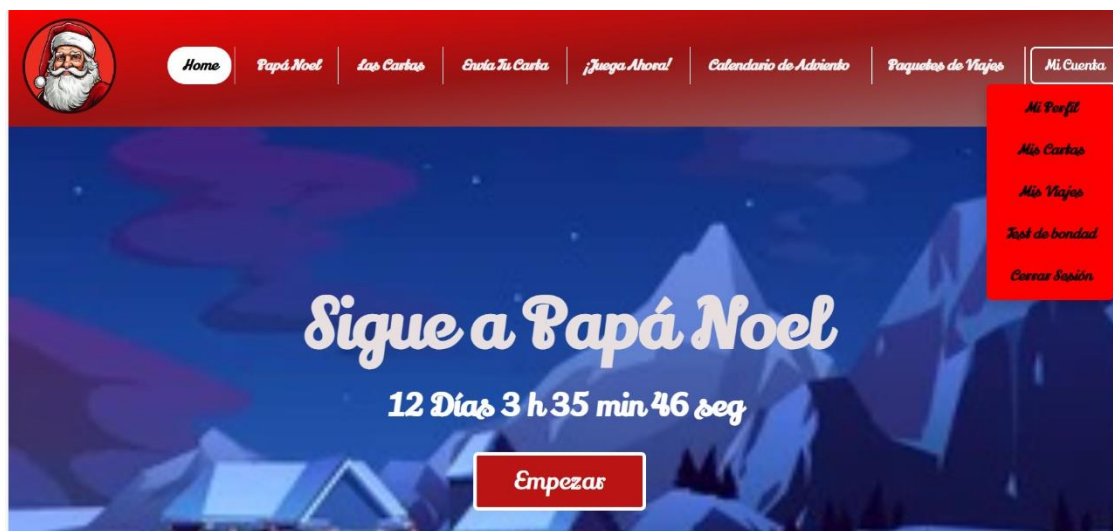 Home
Papá Noel
Las Cartas
Envía Tu Carta
¡Juega Ahora!
Calendario de Adviento
Paquetes de Viajes
Mi Cuenta
Mi Perfil
Mis Cartas
Mis Viajes
Test de bondad
Cerrar Sesión
Sigue a Papá Noel
12 Días 3 h 35 min 46 seg
Empezar